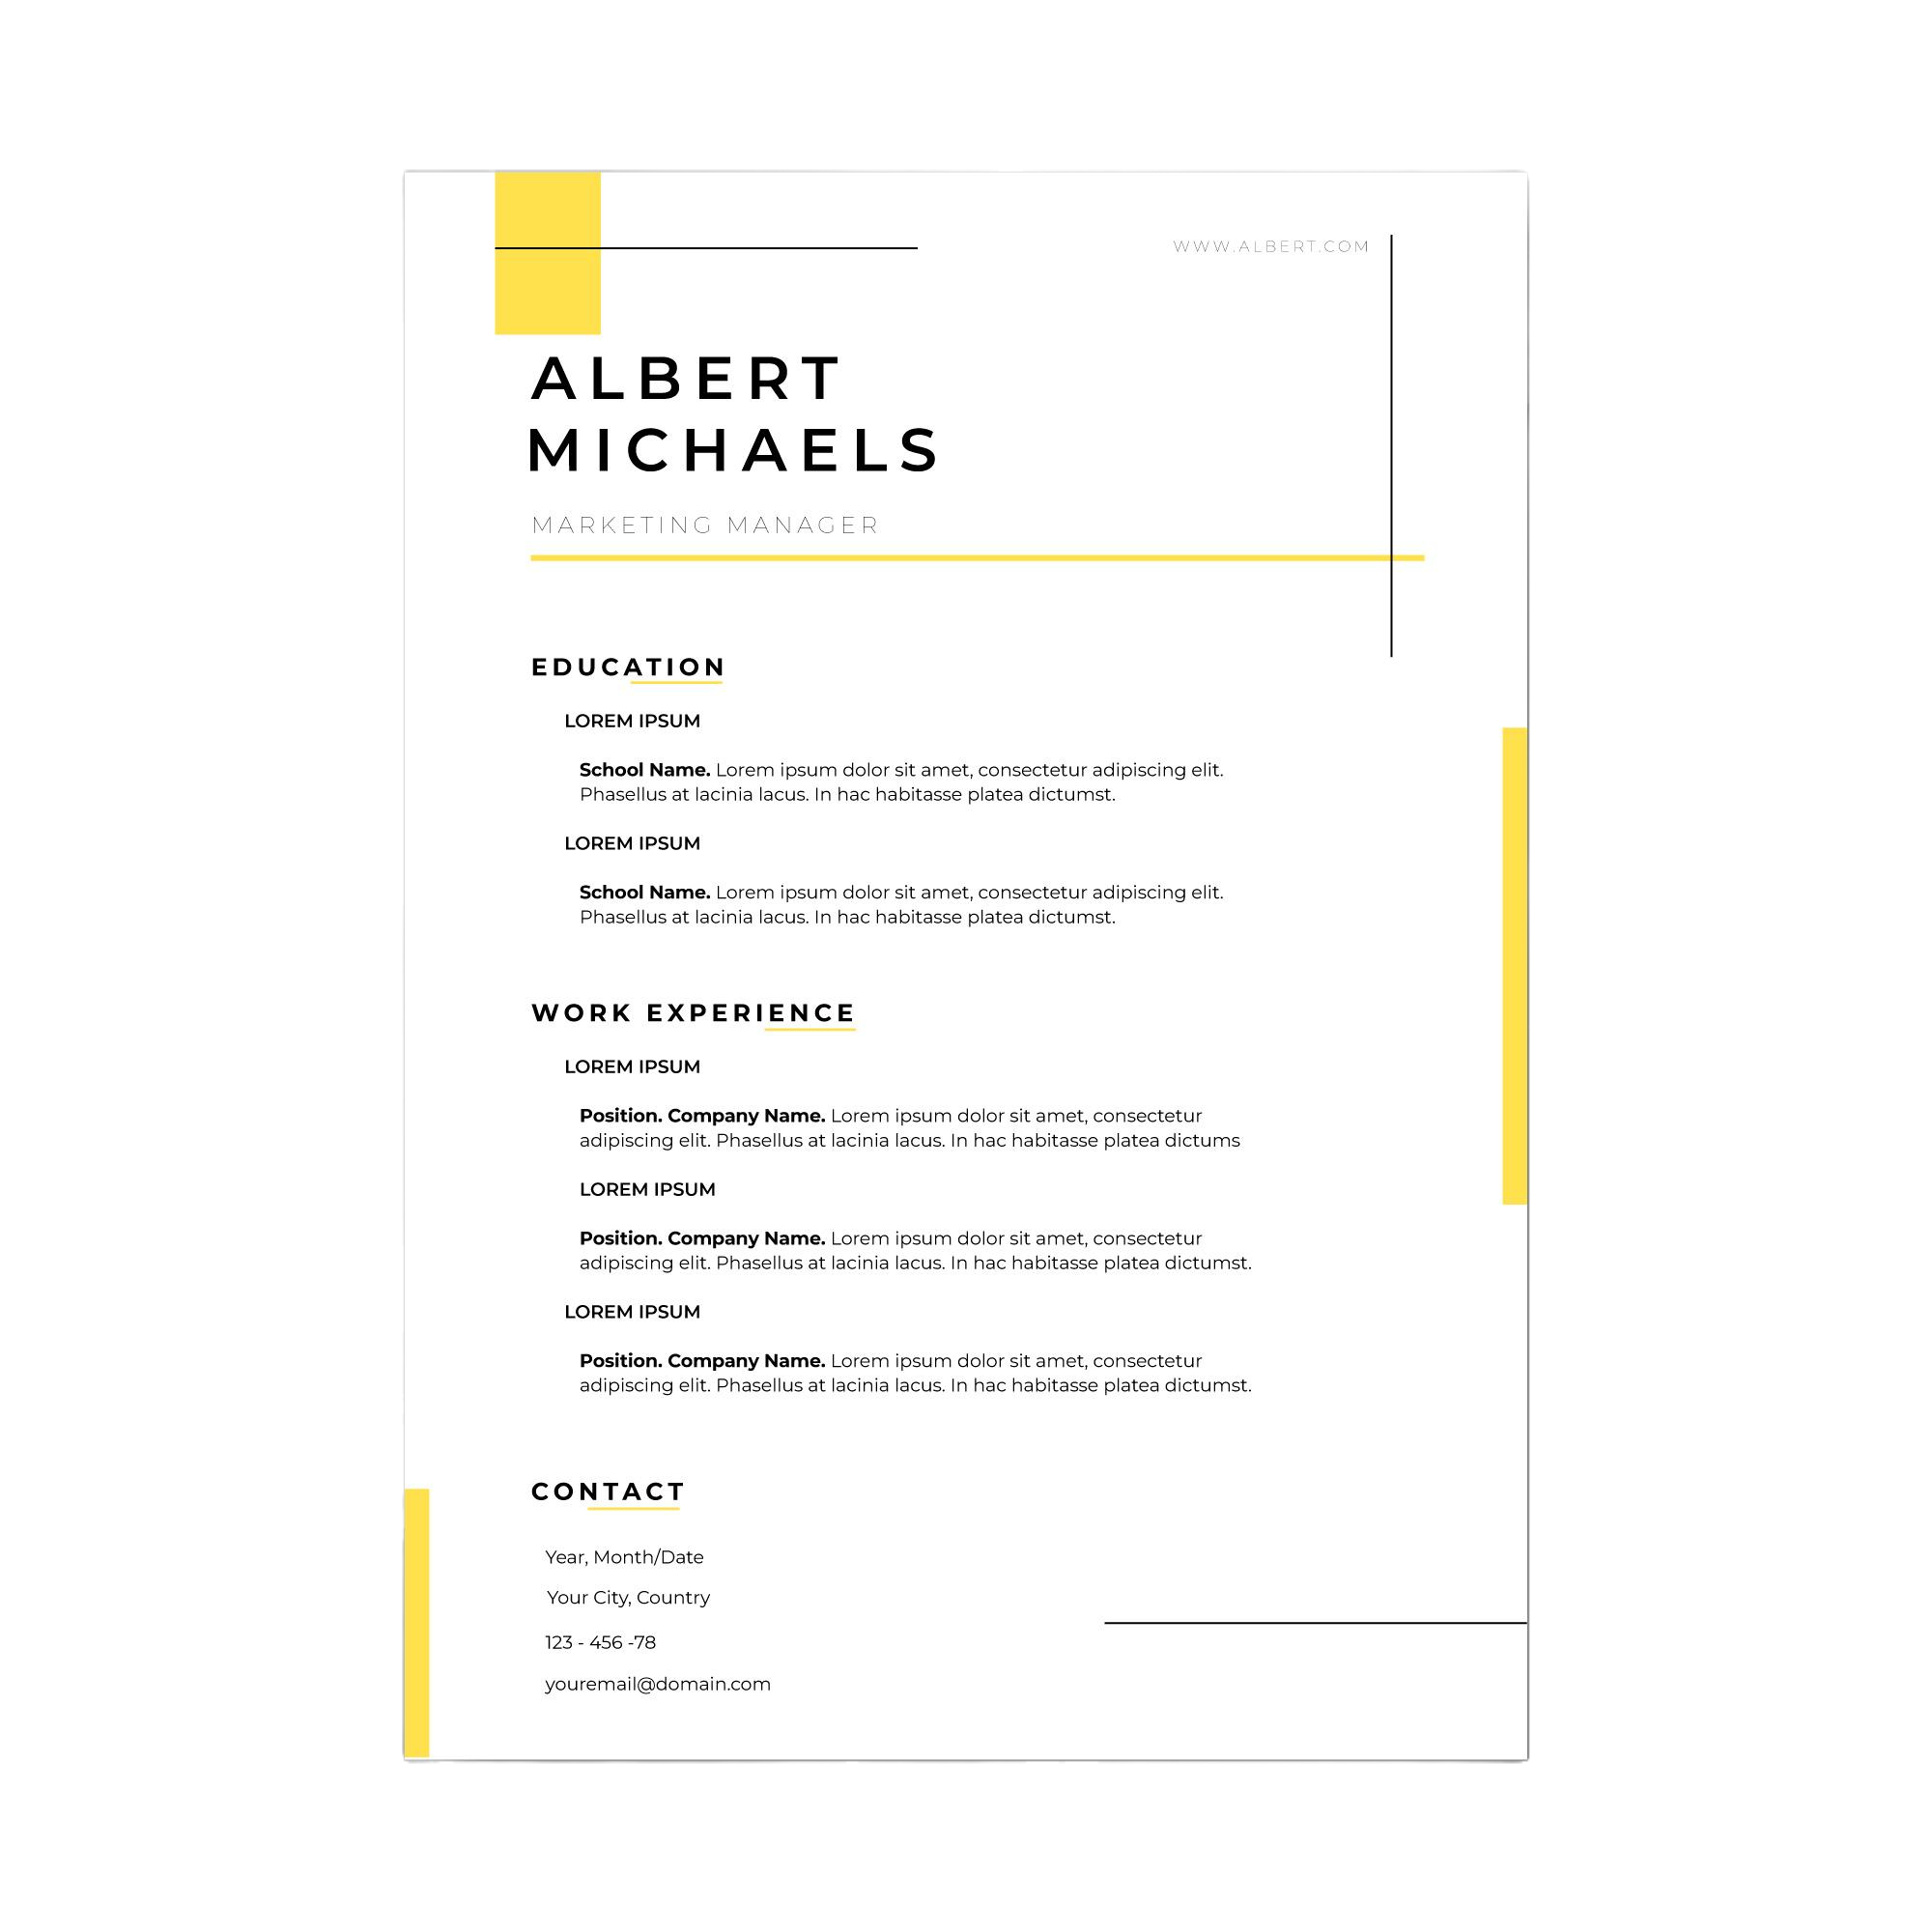 WWW.ALBERT.COM
ALBERT
MICHAELS
MARKETING MANAGER
EDUCATION
LOREM IPSUM
School Name. Lorem ipsum dolor sit amet, consectetur adipiscing elit.
Phasellus at lacinia lacus. In hac habitasse platea dictumst.
LOREM IPSUM
School Name. Lorem ipsum dolor sit amet, consectetur adipiscing elit.
Phasellus at lacinia lacus. In hac habitasse platea dictumst.
WORK EXPERIENCE
LOREM IPSUM
Position. Company Name. Lorem ipsum dolor sit amet, consectetur
adipiscing elit. Phasellus at lacinia lacus. In hac habitasse platea dictums
LOREM IPSUM
Position. Company Name. Lorem ipsum dolor sit amet, consectetur
adipiscing elit. Phasellus at lacinia lacus. In hac habitasse platea dictumst.
LOREM IPSUM
Position. Company Name. Lorem ipsum dolor sit amet, consectetur
adipiscing elit. Phasellus at lacinia lacus. In hac habitasse platea dictumst.
CONTACT
Year, Month/Date
Your City, Country
123 - 456 -78
youremail@domain.com